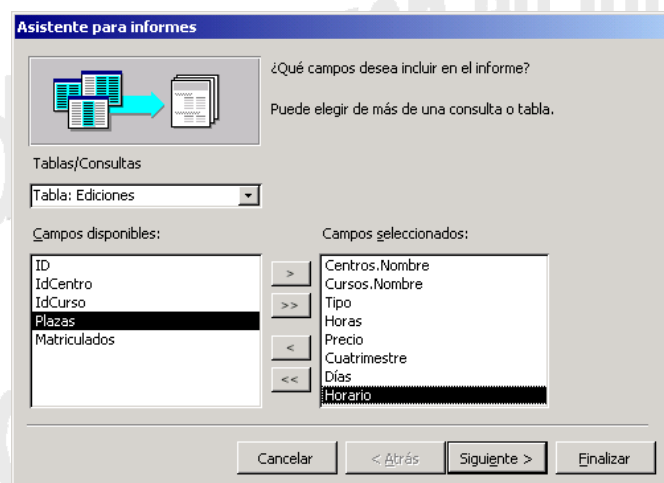 Asistente para informes
¿Qué campos desea incluir en el informe?
Puede elegir de más de una consulta o tabla.
Tablas/Consultas
Tabla: Ediciones
Campos disponibles:
ID
IdCentro
IdCurso
Plazas
Matriculados
>
>>
<
<<
Campos seleccionados:
Centros.Nombre
Cursos.Nombre
Tipo
Horas
Precio
Cuatrimestre
Días
Horario
Cancelar
< Atrás
Siguiente >
Finalizar